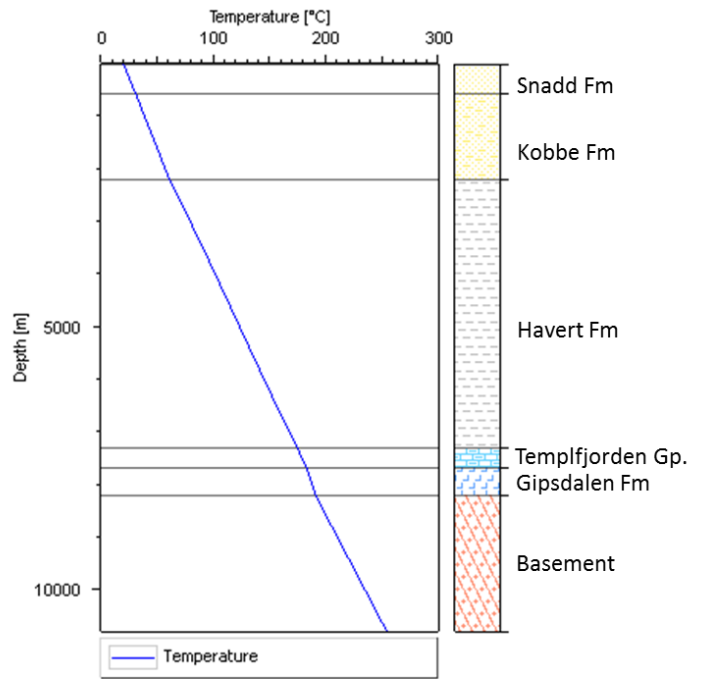 Temperature [°C]
0 100 200 300
Snadd Fm
Kobbe Fm
Depth [m]
5000
Havert Fm
Templfjorden Gp.
Gipsdalen Fm
Basement
10000
Temperature